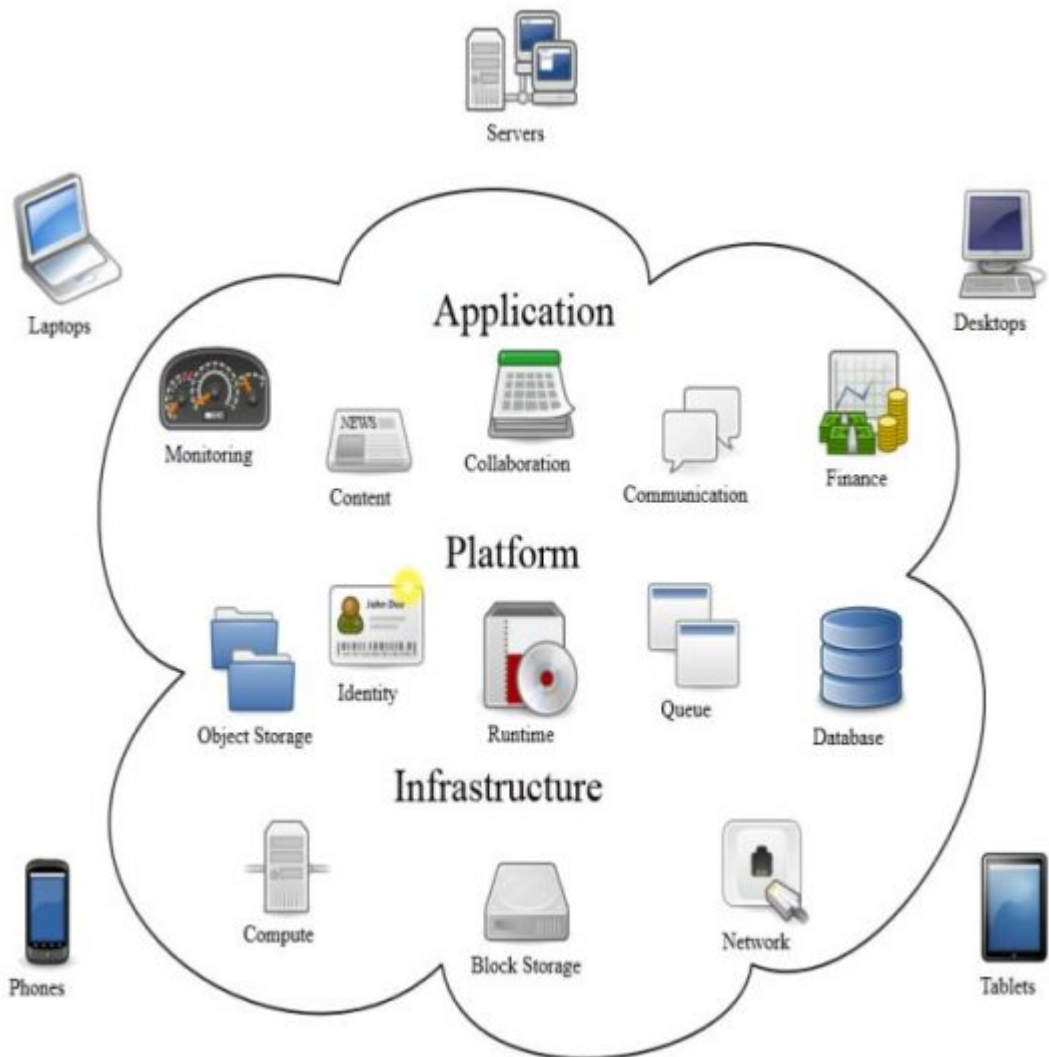 Servers
Laptops
Desktops
Application
Monitoring
NEWS
Content
Collaboration
Communication
Finance
Platform
John Doe
Object Storage
Identity
Runtime
Queue
Database
Infrastructure
Compute
Block Storage
Network
Phones
Tablets